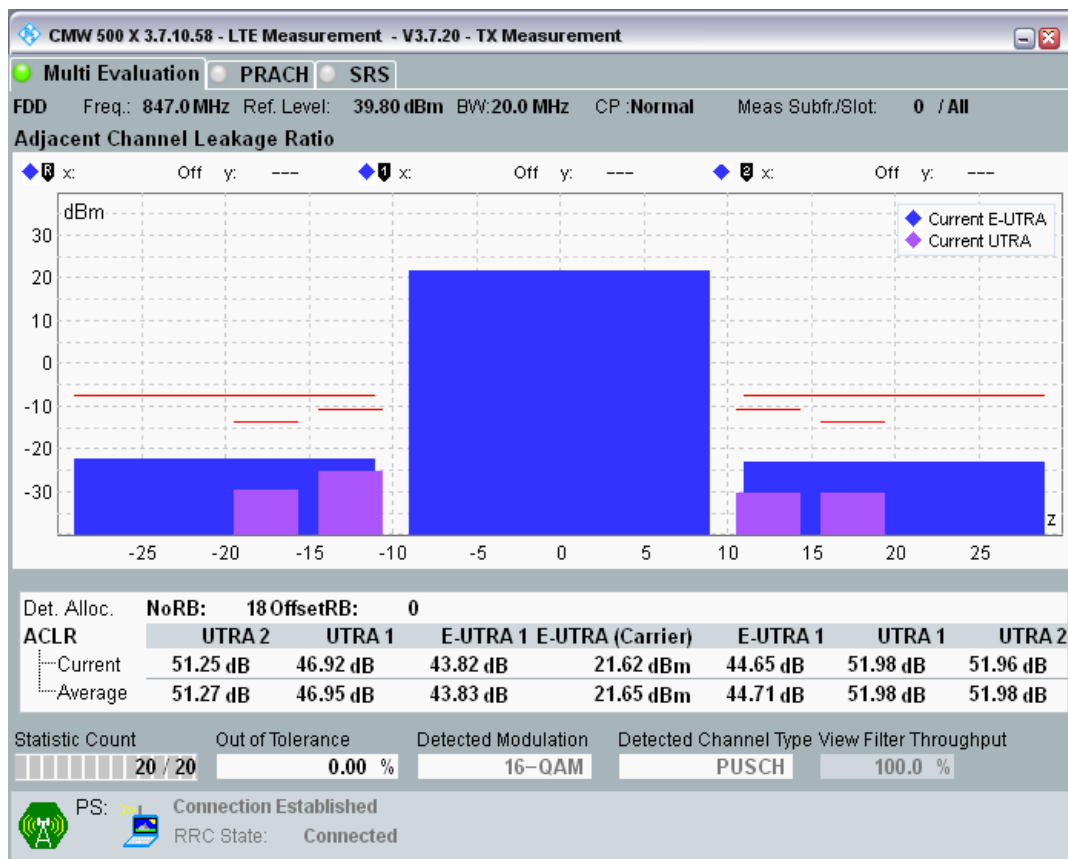 CMW 500 X 3.7.10.58 - LTE Measurement - V3.7.20 - TX Measurement
Multi Evaluation PRACH SRS
FDD Freq.: 847.0 MHz Ref. Level: 39.80 dBm BW: 20.0 MHz CP :Normal Meas Subfr./Slot: 0 / All
Adjacent Channel Leakage Ratio
R x: Off y: --- 1 x: Off y: --- 2 x: Off y: ---
dBm
Current E-UTRA
Current UTRA
30
20
10
0
-10
-20
-30
z
-25 -20 -15 -10 -5 0 5 10 15 20 25
Det. Alloc. NoRB: 18 OffsetRB: 0
ACLR UTRA 2 UTRA 1 E-UTRA 1 E-UTRA (Carrier) E-UTRA 1 UTRA 1 UTRA 2
Current 51.25 dB 46.92 dB 43.82 dB 21.62 dBm 44.65 dB 51.98 dB 51.96 dB
Average 51.27 dB 46.95 dB 43.83 dB 21.65 dBm 44.71 dB 51.98 dB 51.98 dB
Statistic Count Out of Tolerance Detected Modulation Detected Channel Type View Filter Throughput
20 / 20 0.00 % 16-QAM PUSCH 100.0 %
PS: Connection Established
RRC State: Connected